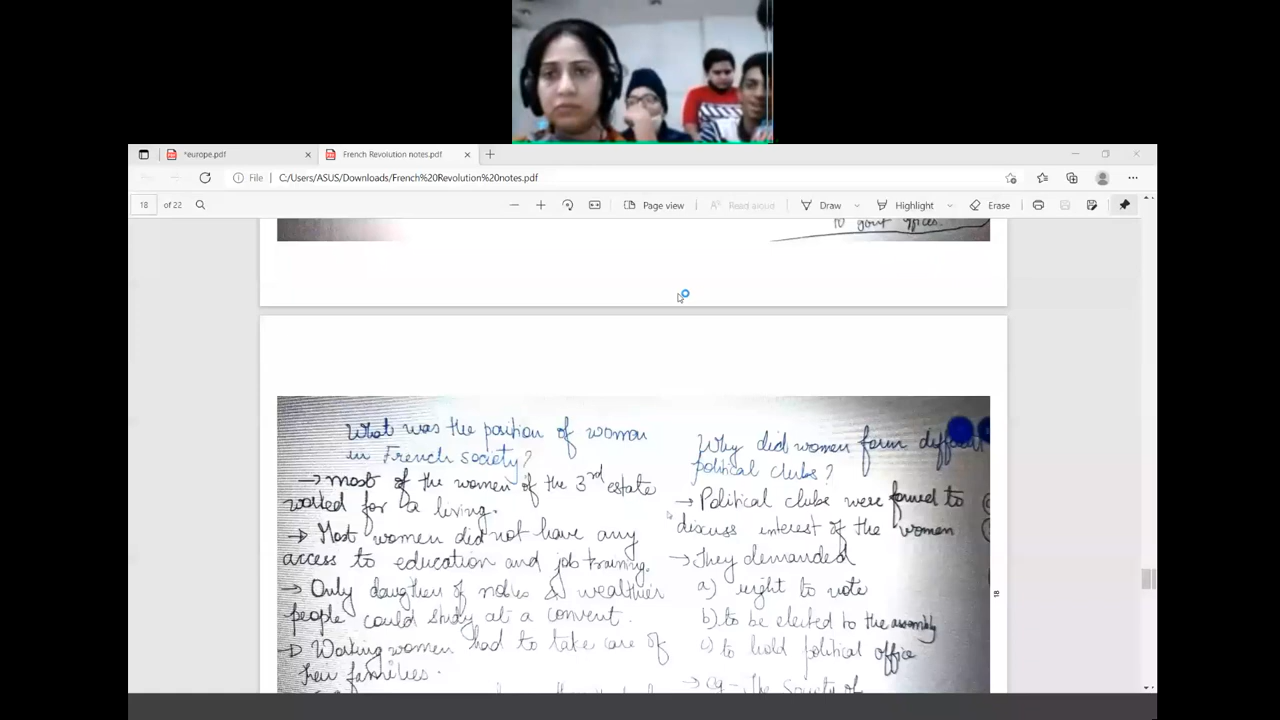 *europe.pdf
French Revolution notes.pdf
File
C:/Users/ASUS/Downloads/French%20Revolution%20notes.pdf
18 of 22
Page view
Read aloud
Draw
Highlight
Erase
to govt offices.
What was the position of woman
in French society?
→ most of the women of the 3rd estate
worked for a living.
→ Most women did not have any
access to education and job training.
→ Only daughters of nobles & wealthier
people could study at a convent.
→ Working women had to take care of
their families.
Why did women form
political clubs?
→ Political clubs were formed to
discuss interest of the women
→ They demanded
a) right to vote
b) to be elected to the assembly
c) to hold political office
→ eg - The Society of
18